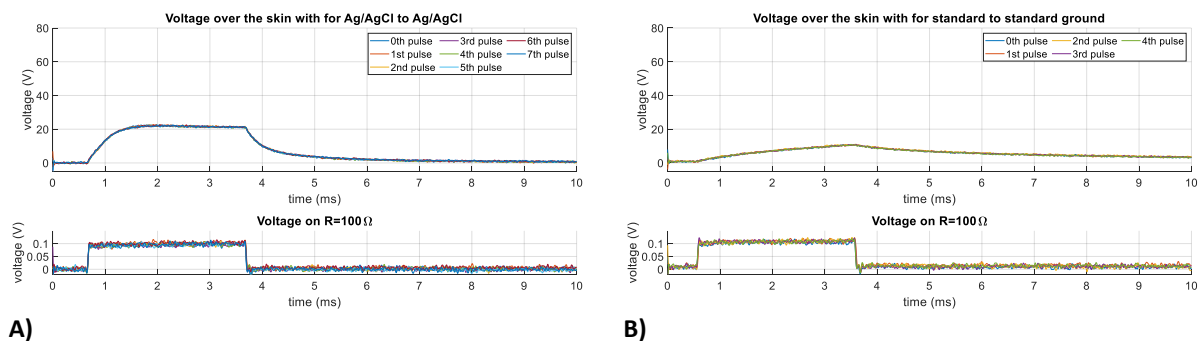 Voltage over the skin with for Ag/AgCl to Ag/AgCl
80
60
40
20
0
voltage (V)
0th pulse 3rd pulse 6th pulse
1st pulse 4th pulse 7th pulse
2nd pulse 5th pulse
0 1 2 3 4 5 6 7 8 9 10
time (ms)
Voltage on R=100Ω
0.1
0.05
0
voltage (V)
0 1 2 3 4 5 6 7 8 9 10
time (ms)
A)
Voltage over the skin with for standard to standard ground
80
60
40
20
0
voltage (V)
0th pulse 2nd pulse 4th pulse
1st pulse 3rd pulse
0 1 2 3 4 5 6 7 8 9 10
time (ms)
Voltage on R=100Ω
0.1
0.05
0
voltage (V)
0 1 2 3 4 5 6 7 8 9 10
time (ms)
B)